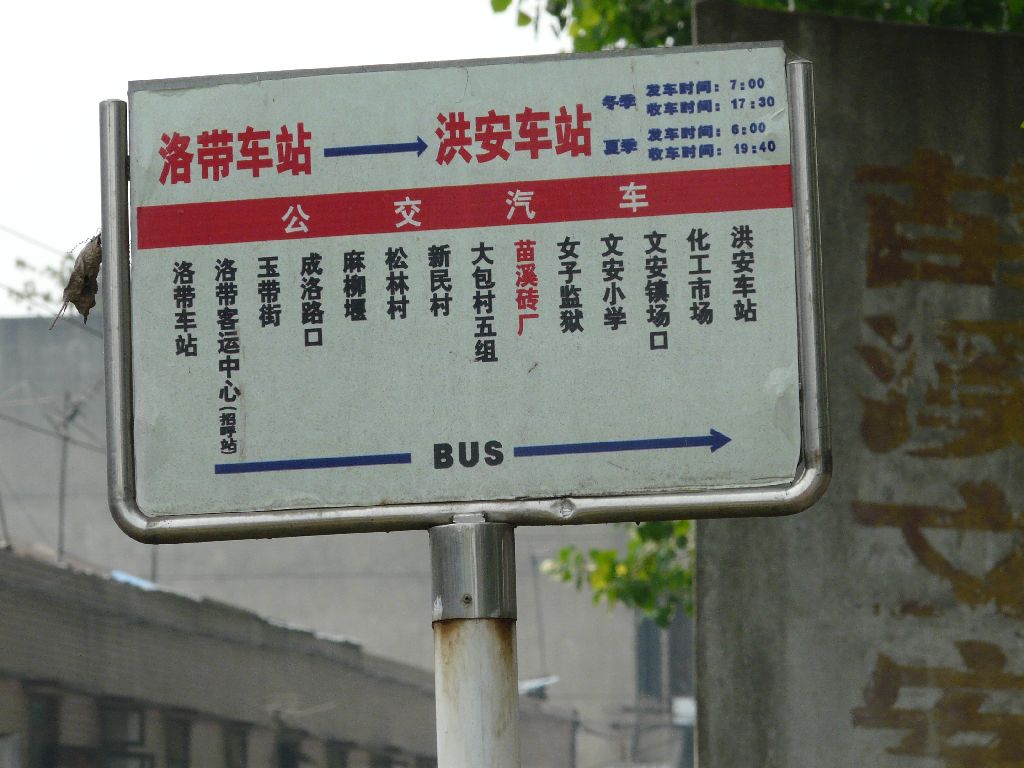 洛带车站 → 洪安车站
冬季 发车时间：7:00
收车时间：17:30
夏季 发车时间：6:00
收车时间：19:40
公交汽车
洛带车站
洛带客运中心(招呼站)
玉带街
成洛路口
麻柳堰
松林村
新民村
大包村五组
苗溪砖厂
女子监狱
文安小学
文安镇场口
化工市场
洪安车站
BUS